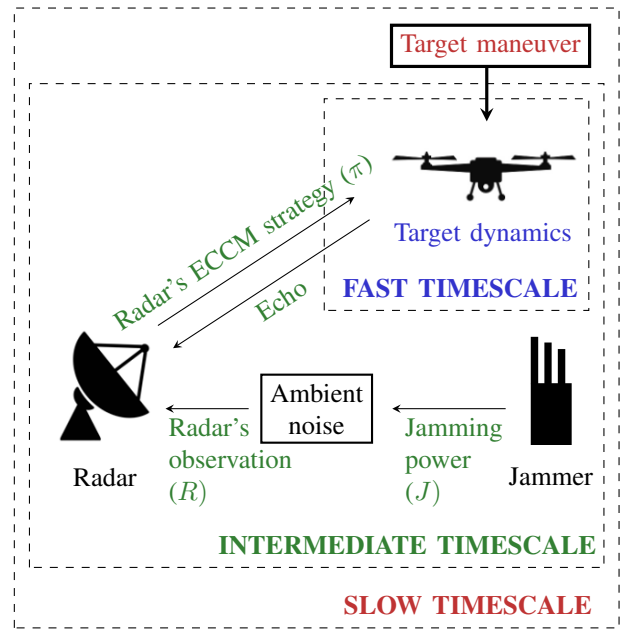 Target maneuver
Radar's ECCM strategy (π)
Target dynamics
FAST TIMESCALE
Echo
Ambient
noise
Radar's
observation
(R)
Jamming
power
(J)
Radar
Jammer
INTERMEDIATE TIMESCALE
SLOW TIMESCALE